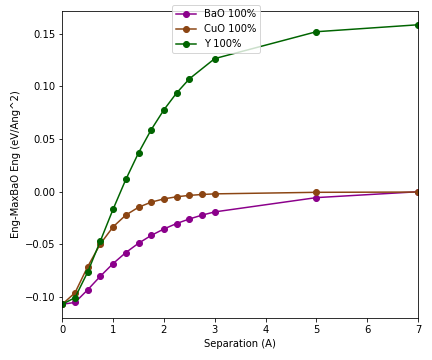 BaO 100%
CuO 100%
Y 100%
Eng-MaxBaO Eng (eV/Ang^2)
0.15
0.10
0.05
0.00
−0.05
−0.10
0 1 2 3 4 5 6 7
Separation (A)